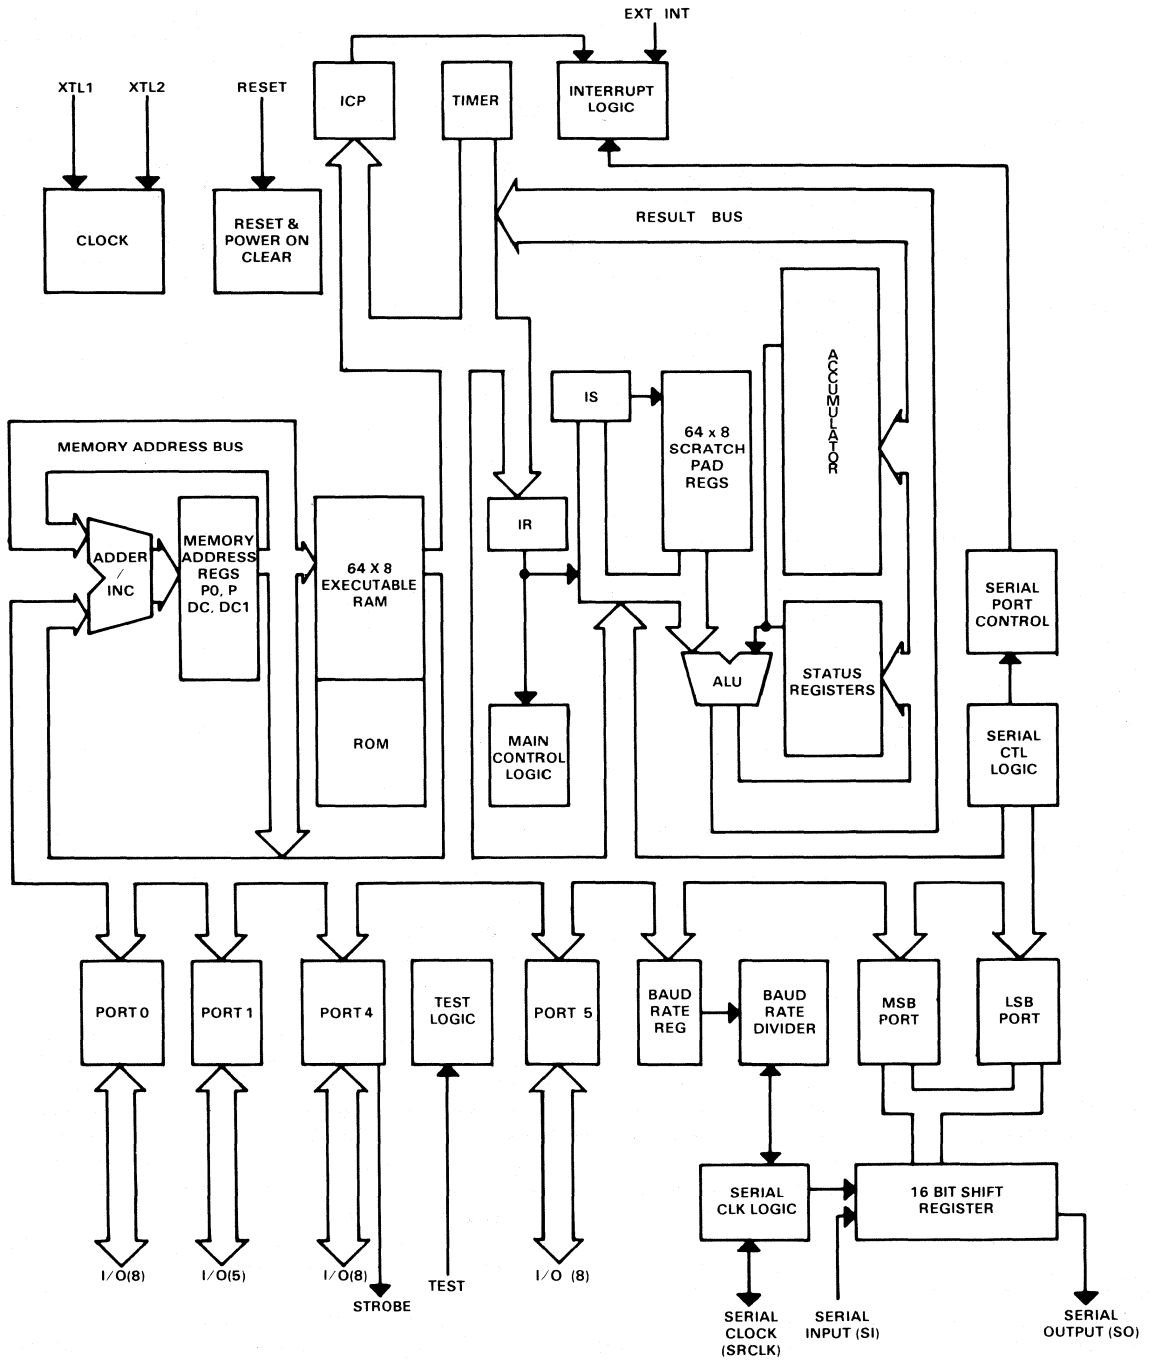 EXT INT
ICP
TIMER
INTERRUPT
LOGIC
XTL1
XTL2
RESET
CLOCK
RESET &
POWER ON
CLEAR
RESULT BUS
ACCUMULATOR
IS
64 x 8
SCRATCH
PAD
REGS
MEMORY ADDRESS BUS
IR
ADDER
/
INC
MEMORY
ADDRESS
REGS
P0, P
DC, DC1
64 X 8
EXECUTABLE
RAM
SERIAL
PORT
CONTROL
ALU
STATUS
REGISTERS
ROM
MAIN
CONTROL
LOGIC
SERIAL
CTL
LOGIC
PORT 0
PORT 1
PORT 4
TEST
LOGIC
PORT 5
BAUD
RATE
REG
BAUD
RATE
DIVIDER
MSB
PORT
LSB
PORT
SERIAL
CLK LOGIC
16 BIT SHIFT
REGISTER
I/O(8)
I/O(5)
I/O(8)
STROBE
TEST
I/O (8)
SERIAL
CLOCK
(SRCLK)
SERIAL
INPUT (SI)
SERIAL
OUTPUT (SO)